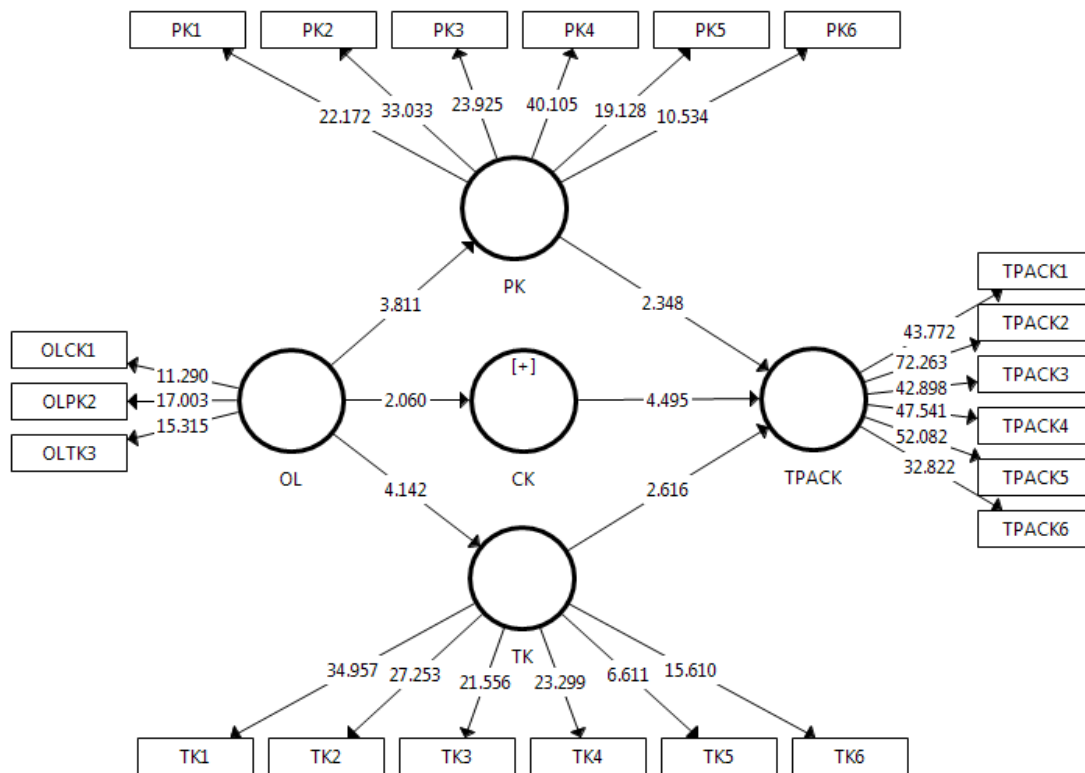 PK1 PK2 PK3 PK4 PK5 PK6
22.172 33.033 23.925 40.105 19.128 10.534
PK
3.811 2.348
OLCK1
OLPK2
OLTK3
11.290
17.003
15.315
OL
2.060
[+]
CK
4.495
TPACK
43.772
72.263
42.898
47.541
52.082
32.822
TPACK1
TPACK2
TPACK3
TPACK4
TPACK5
TPACK6
4.142 2.616
TK
34.957 27.253 21.556 23.299 6.611 15.610
TK1 TK2 TK3 TK4 TK5 TK6